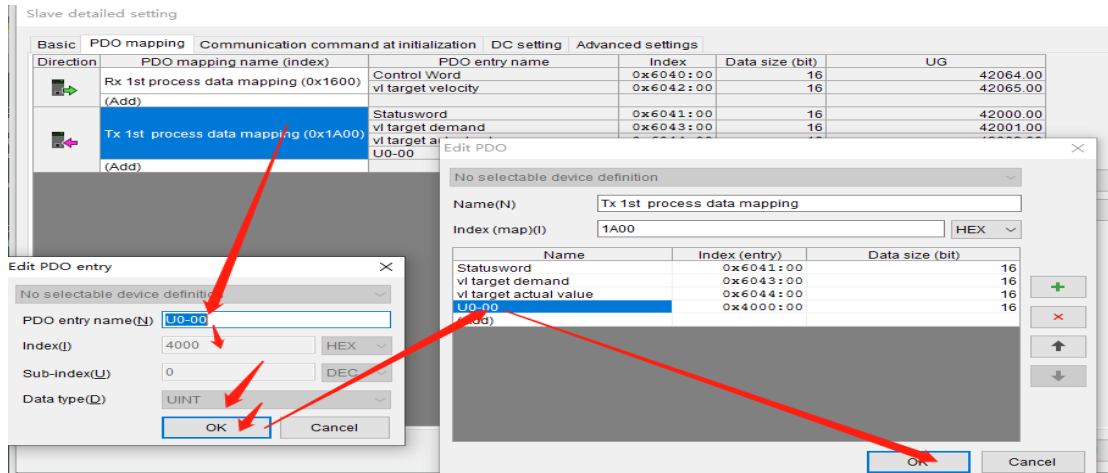 Slave detailed setting
Basic PDO mapping Communication command at initialization DC setting Advanced settings
Direction PDO mapping name (index) PDO entry name Index Data size (bit) UG
Rx 1st process data mapping (0x1600) Control Word 0x6040:00 16 42064.00
vl target velocity 0x6042:00 16 42065.00
(Add)
Tx 1st process data mapping (0x1A00) Statusword 0x6041:00 16 42000.00
vl target demand 0x6043:00 16 42001.00
vl target
U0-00
(Add)
Edit PDO
No selectable device definition
Name(N) Tx 1st process data mapping
Index (map)(I) 1A00 HEX
Name Index (entry) Data size (bit)
Statusword 0x6041:00 16
vl target demand 0x6043:00 16
vl target actual value 0x6044:00 16
U0-00 0x4000:00 16
(Add)
OK Cancel
Edit PDO entry
No selectable device definition
PDO entry name(N) U0-00
Index(I) 4000 HEX
Sub-index(U) 0 DEC
Data type(D) UINT
OK Cancel